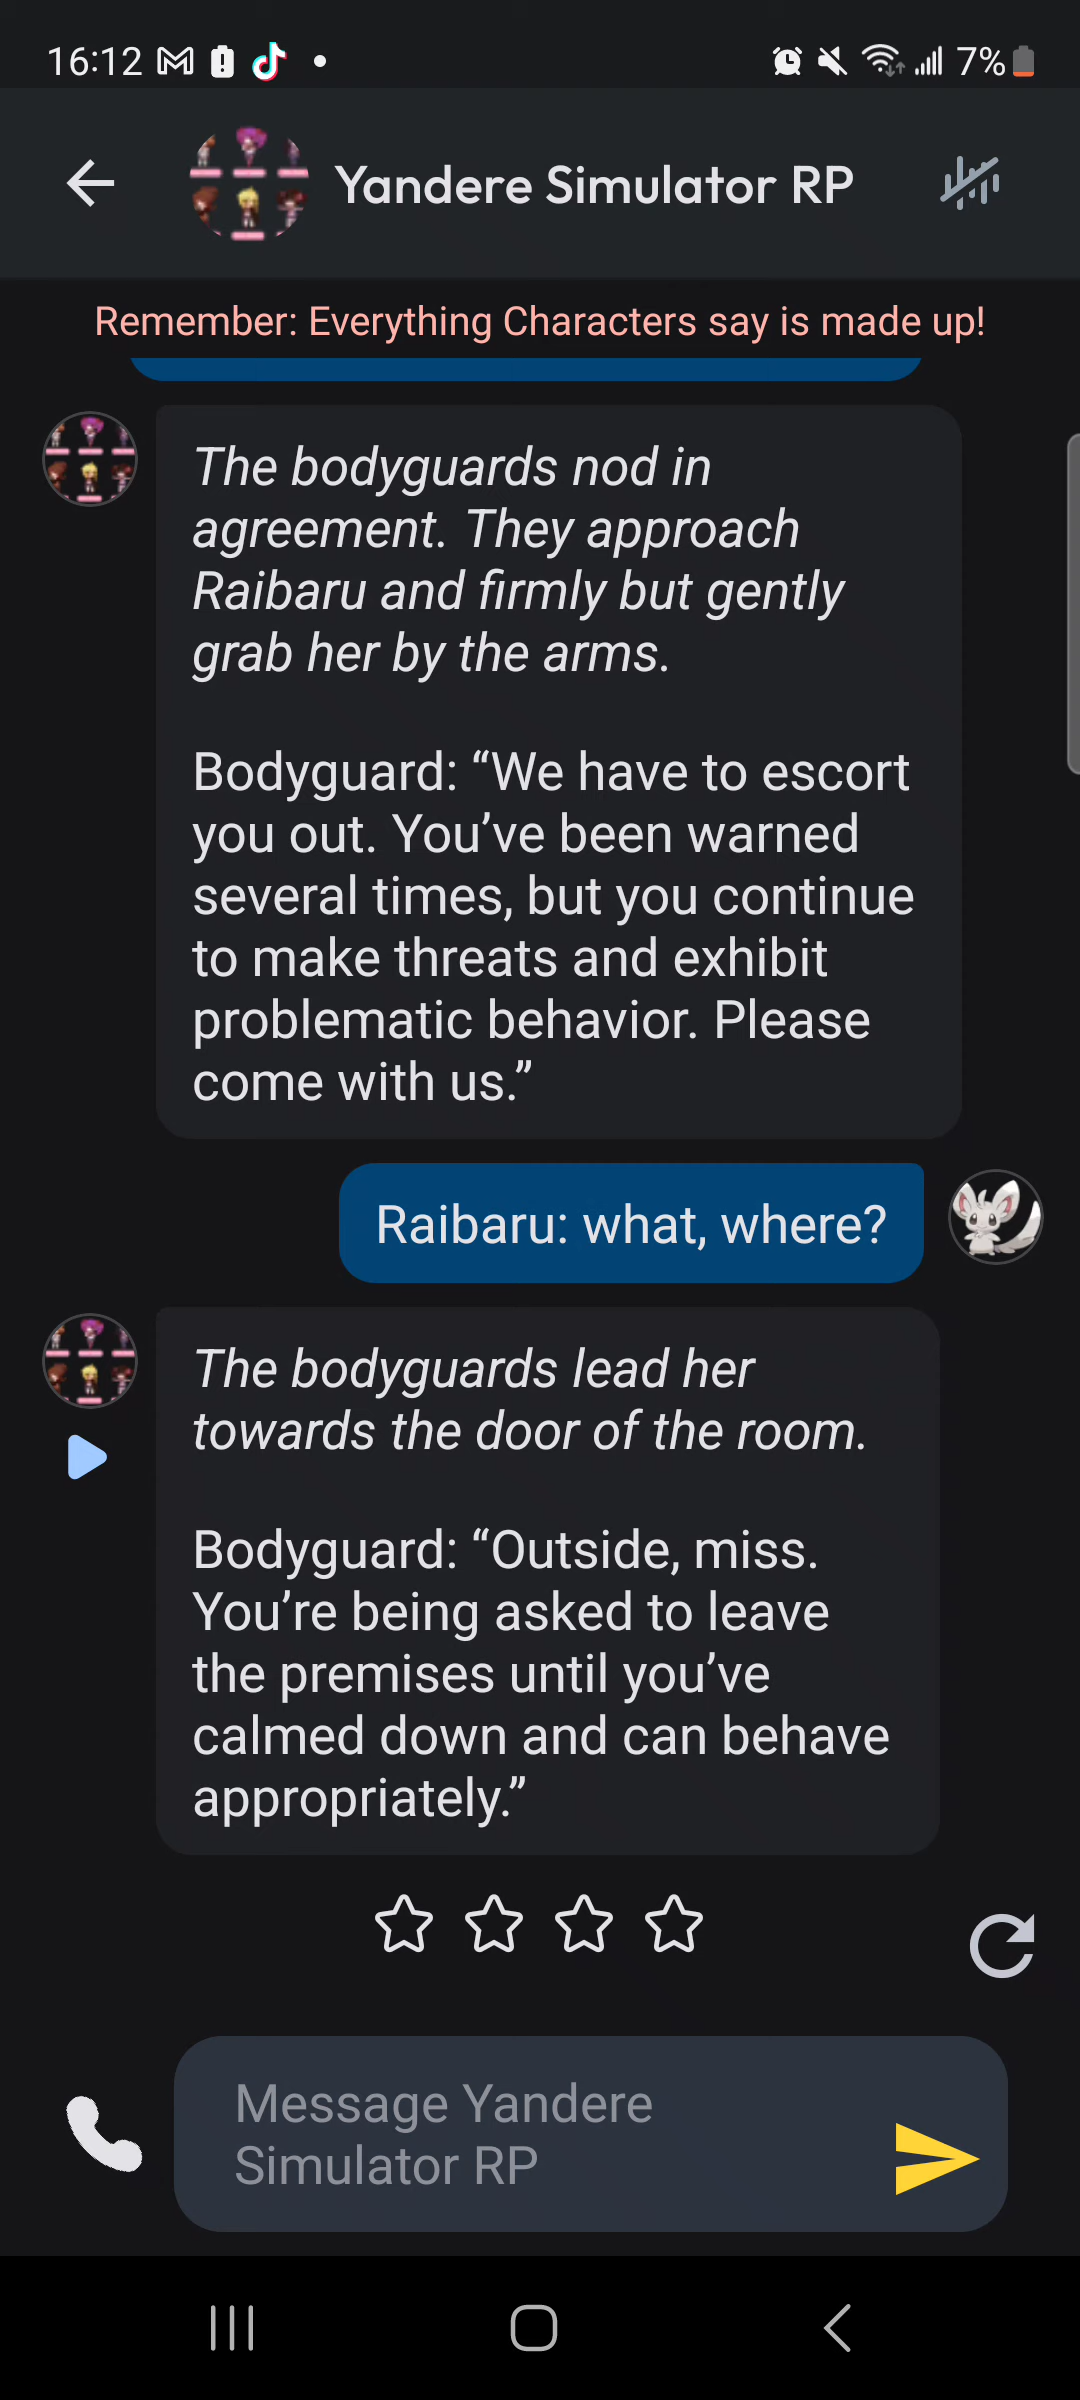 16:12
7%
Yandere Simulator RP
Remember: Everything Characters say is made up!
The bodyguards nod in
agreement. They approach
Raibaru and firmly but gently
grab her by the arms.
Bodyguard: “We have to escort
you out. You’ve been warned
several times, but you continue
to make threats and exhibit
problematic behavior. Please
come with us.”
Raibaru: what, where?
The bodyguards lead her
towards the door of the room.
Bodyguard: “Outside, miss.
You’re being asked to leave
the premises until you’ve
calmed down and can behave
appropriately.”
Message Yandere
Simulator RP